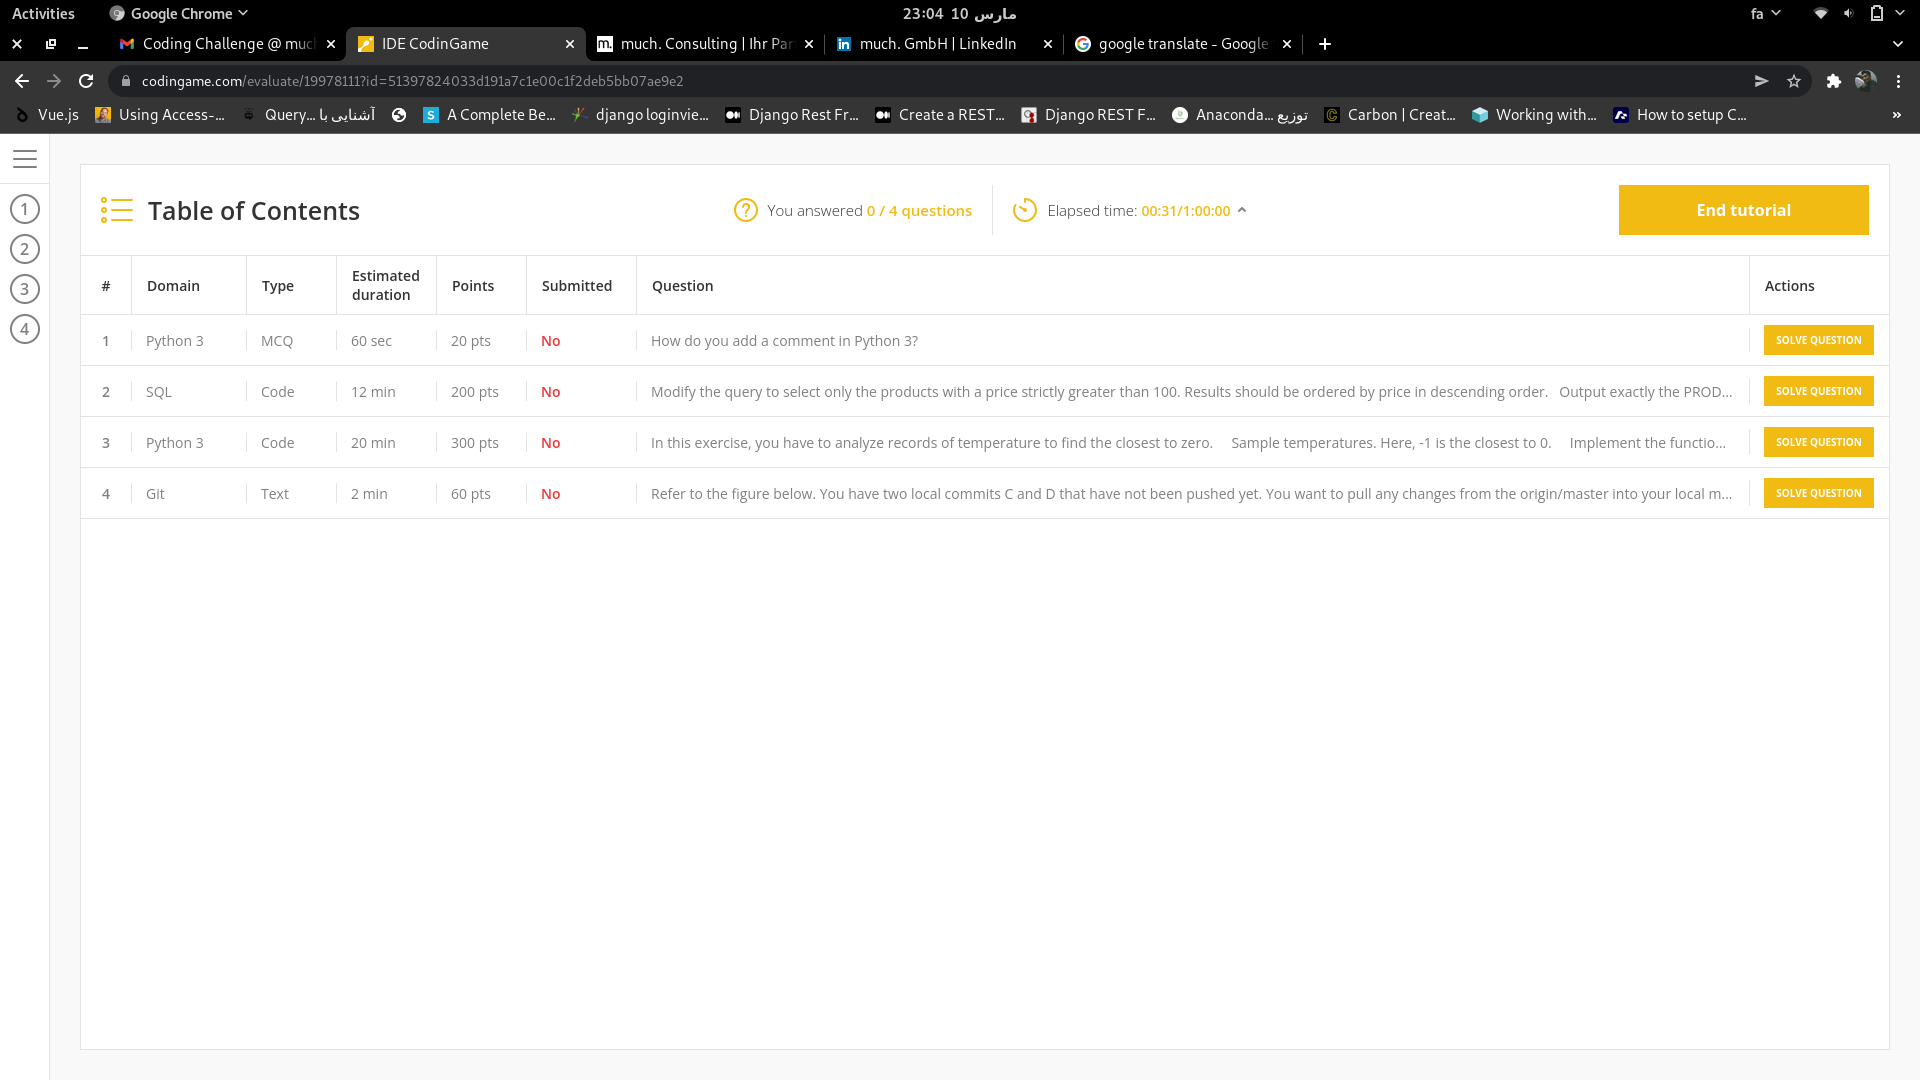 Activities
Google Chrome
23:04 10 مارس
fa
Coding Challenge @ much
IDE CodinGame
much. Consulting | Ihr Par
much. GmbH | LinkedIn
google translate - Google
codingame.com/evaluate/19978111?id=51397824033d191a7c1e00c1f2deb5bb07ae9e2
Vue.js
Using Access-...
آشنایی با ...Query
A Complete Be...
django loginvie...
Django Rest Fr...
Create a REST...
Django REST F...
توزیع ...Anaconda
Carbon | Creat...
Working with...
How to setup C...
»
1
2
3
4
Table of Contents
You answered 0 / 4 questions
Elapsed time: 00:31/1:00:00
End tutorial
# Domain Type Estimated duration Points Submitted Question Actions
1 Python 3 MCQ 60 sec 20 pts No How do you add a comment in Python 3? SOLVE QUESTION
2 SQL Code 12 min 200 pts No Modify the query to select only the products with a price strictly greater than 100. Results should be ordered by price in descending order. Output exactly the PROD... SOLVE QUESTION
3 Python 3 Code 20 min 300 pts No In this exercise, you have to analyze records of temperature to find the closest to zero. Sample temperatures. Here, -1 is the closest to 0. Implement the functio... SOLVE QUESTION
4 Git Text 2 min 60 pts No Refer to the figure below. You have two local commits C and D that have not been pushed yet. You want to pull any changes from the origin/master into your local m... SOLVE QUESTION